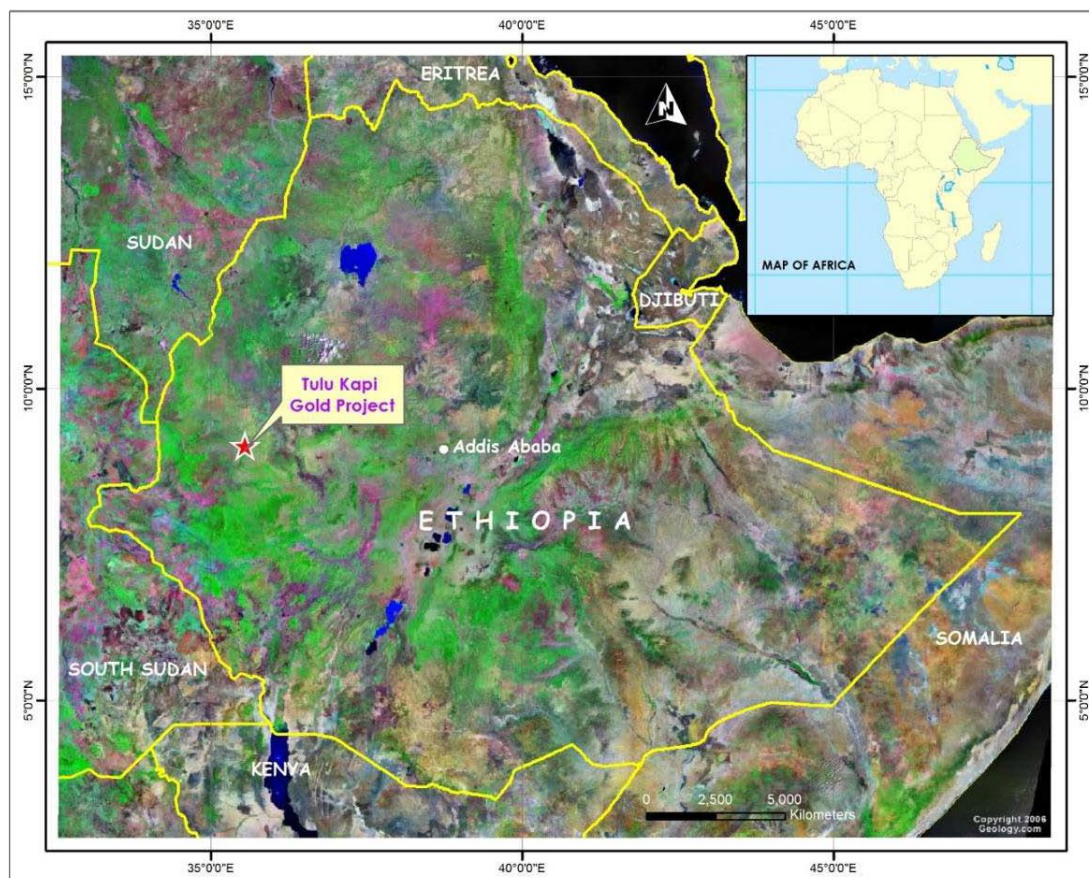 35°0'0"E 40°0'0"E 45°0'0"E
15°0'0"N
ERITREA
15°0'0"N
N
SUDAN
MAP OF AFRICA
DJIBUTI
10°0'0"N
10°0'0"N
Tulu Kapi
Gold Project
Addis Ababa
ETHIOPIA
SOMALIA
SOUTH SUDAN
5°0'0"N
5°0'0"N
KENYA
0 2,500 5,000
Kilometers
Copyright 2006
Geology.com
35°0'0"E 40°0'0"E 45°0'0"E